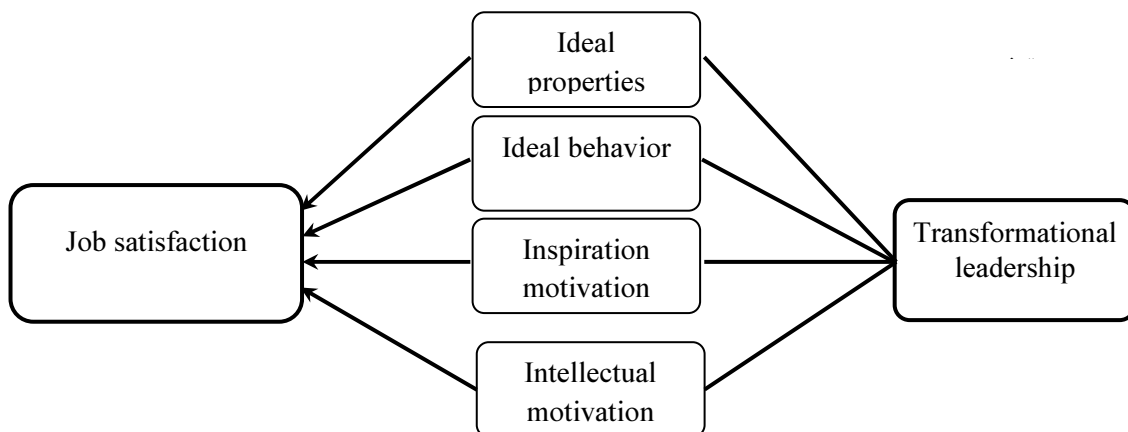 Ideal
properties
Ideal behavior
Job satisfaction
Inspiration
motivation
Transformational
leadership
Intellectual
motivation